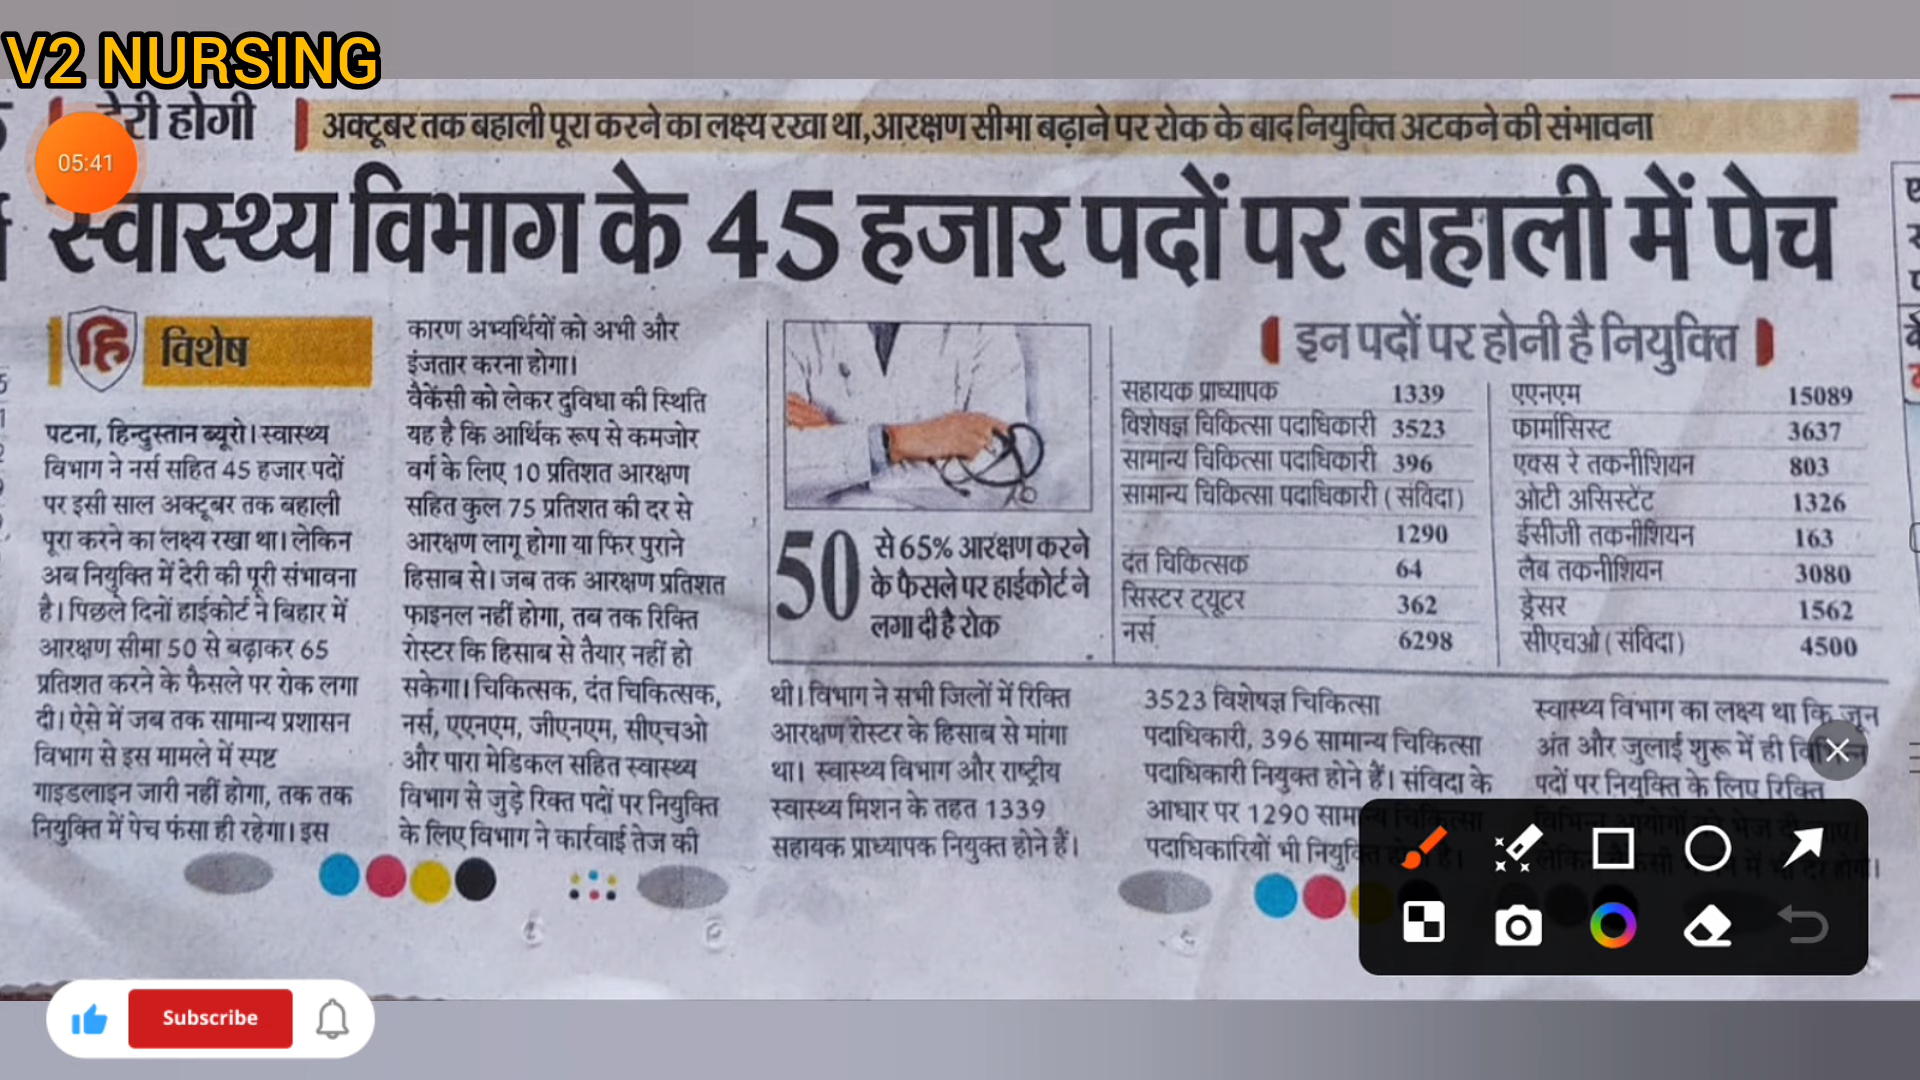 V2 NURSING
देरी होगी
अक्टूबर तक बहाली पूरा करने का लक्ष्य रखा था, आरक्षण सीमा बढ़ाने पर रोक के बाद नियुक्ति अटकने की संभावना
05:41
स्वास्थ्य विभाग के 45 हजार पदों पर बहाली में पेच
हि विशेष
पटना, हिन्दुस्तान ब्यूरो। स्वास्थ्य
विभाग ने नर्स सहित 45 हजार पदों
पर इसी साल अक्टूबर तक बहाली
पूरा करने का लक्ष्य रखा था। लेकिन
अब नियुक्ति में देरी की पूरी संभावना
है। पिछले दिनों हाईकोर्ट ने बिहार में
आरक्षण सीमा 50 से बढ़ाकर 65
प्रतिशत करने के फैसले पर रोक लगा
दी। ऐसे में जब तक सामान्य प्रशासन
विभाग से इस मामले में स्पष्ट
गाइडलाइन जारी नहीं होगा, तक तक
नियुक्ति में पेच फंसा ही रहेगा। इस
कारण अभ्यर्थियों को अभी और
इंजतार करना होगा।
वैकेंसी को लेकर दुविधा की स्थिति
यह है कि आर्थिक रूप से कमजोर
वर्ग के लिए 10 प्रतिशत आरक्षण
सहित कुल 75 प्रतिशत की दर से
आरक्षण लागू होगा या फिर पुराने
हिसाब से। जब तक आरक्षण प्रतिशत
फाइनल नहीं होगा, तब तक रिक्ति
रोस्टर कि हिसाब से तैयार नहीं हो
सकेगा। चिकित्सक, दंत चिकित्सक,
नर्स, एएनएम, जीएनएम, सीएचओ
और पारा मेडिकल सहित स्वास्थ्य
विभाग से जुड़े रिक्त पदों पर नियुक्ति
के लिए विभाग ने कार्रवाई तेज की
50 से 65% आरक्षण करने
के फैसले पर हाईकोर्ट ने
लगा दी है रोक
इन पदों पर होनी है नियुक्ति
सहायक प्राध्यापक 1339
विशेषज्ञ चिकित्सा पदाधिकारी 3523
सामान्य चिकित्सा पदाधिकारी 396
सामान्य चिकित्सा पदाधिकारी (संविदा)
1290
दंत चिकित्सक 64
सिस्टर ट्यूटर 362
नर्स 6298
एएनएम 15089
फार्मासिस्ट 3637
एक्स रे तकनीशियन 803
ओटी असिस्टेंट 1326
ईसीजी तकनीशियन 163
लैब तकनीशियन 3080
ड्रेसर 1562
सीएचओ (संविदा) 4500
थी। विभाग ने सभी जिलों में रिक्ति
आरक्षण रोस्टर के हिसाब से मांगा
था। स्वास्थ्य विभाग और राष्ट्रीय
स्वास्थ्य मिशन के तहत 1339
सहायक प्राध्यापक नियुक्त होने हैं।
3523 विशेषज्ञ चिकित्सा
पदाधिकारी, 396 सामान्य चिकित्सा
पदाधिकारी नियुक्त होने हैं। संविदा के
आधार पर 1290 सामान्य चिकित्सा
पदाधिकारियों भी नियुक्ति
स्वास्थ्य विभाग का लक्ष्य था कि जून
अंत और जुलाई शुरू में ही
पदों पर नियुक्ति के लिए रिक्ति
Subscribe